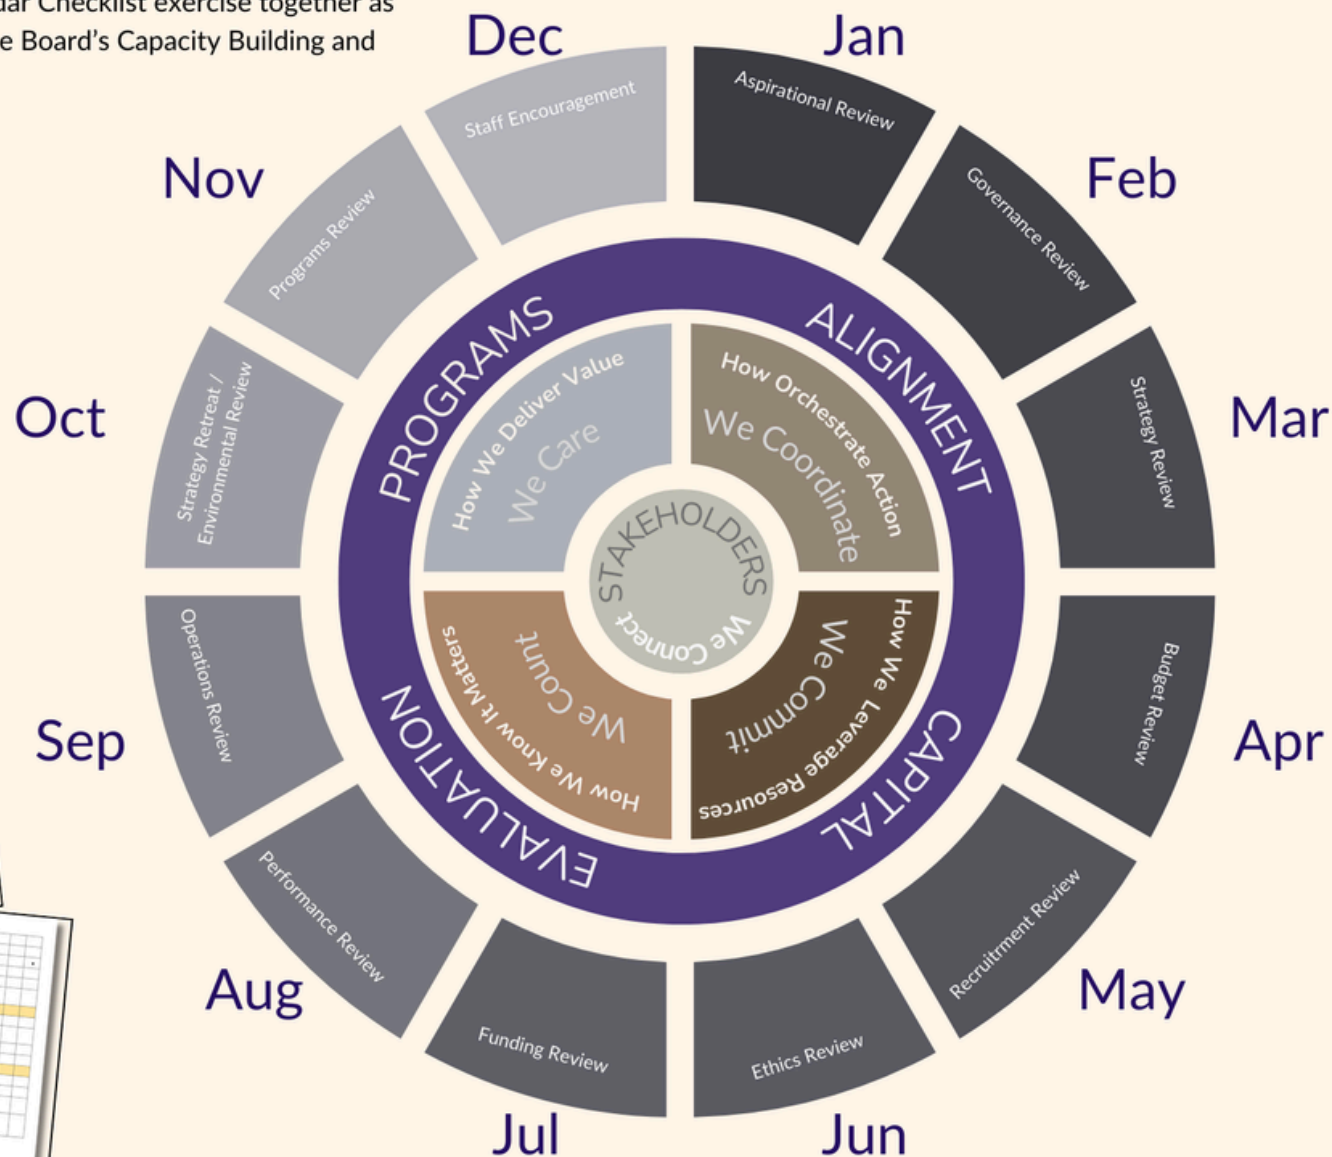 dar Checklist exercise together as
e Board's Capacity Building and
Dec
Jan
Staff Encouragement
Aspirational Review
Nov
Feb
Programs Review
Governance Review
Oct
Mar
Strategy Retreat /
Environmental Review
Strategy Review
PROGRAMS
ALIGNMENT
How We Deliver Value
We Care
How Orchestrate Action
We Coordinate
STAKEHOLDERS
We Connect
How We Know It Matters
We Count
How We Leverage Resources
We Commit
EVALUATION
CAPITAL
Operations Review
Budget Review
Sep
Apr
Performance Review
Recruitrment Review
Aug
May
Funding Review
Ethics Review
Jul
Jun